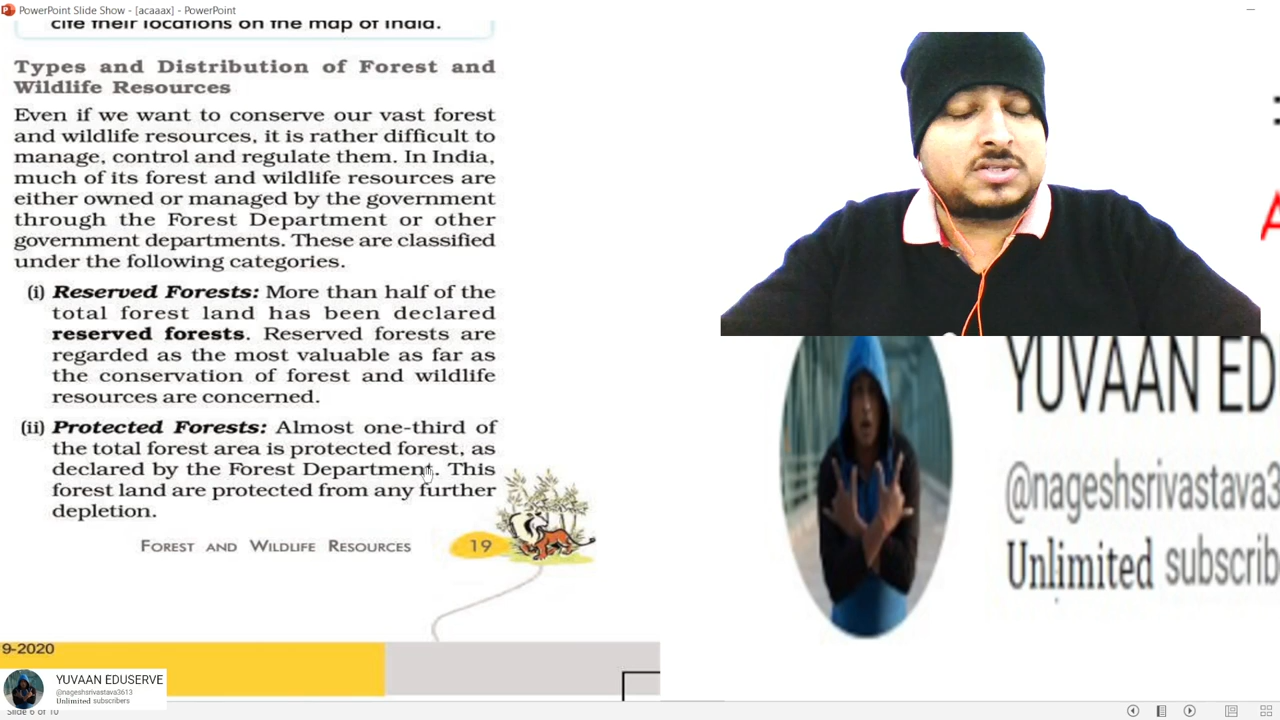 PowerPoint Slide Show - [acaaax] - PowerPoint
cite their locations on the map of India.
Types and Distribution of Forest and
Wildlife Resources
Even if we want to conserve our vast forest
and wildlife resources, it is rather difficult to
manage, control and regulate them. In India,
much of its forest and wildlife resources are
either owned or managed by the government
through the Forest Department or other
government departments. These are classified
under the following categories.
(i) Reserved Forests: More than half of the
total forest land has been declared
reserved forests. Reserved forests are
regarded as the most valuable as far as
the conservation of forest and wildlife
resources are concerned.
(ii) Protected Forests: Almost one-third of
the total forest area is protected forest, as
declared by the Forest Department. This
forest land are protected from any further
depletion.
FOREST AND WILDLIFE RESOURCES 19
9-2020
YUVAAN ED
@nageshsrivastava3
Unlimited subscrib
YUVAAN EDUSERVE
@nageshsrivastava3613
Unlimited subscribers
Slide 6 of 10